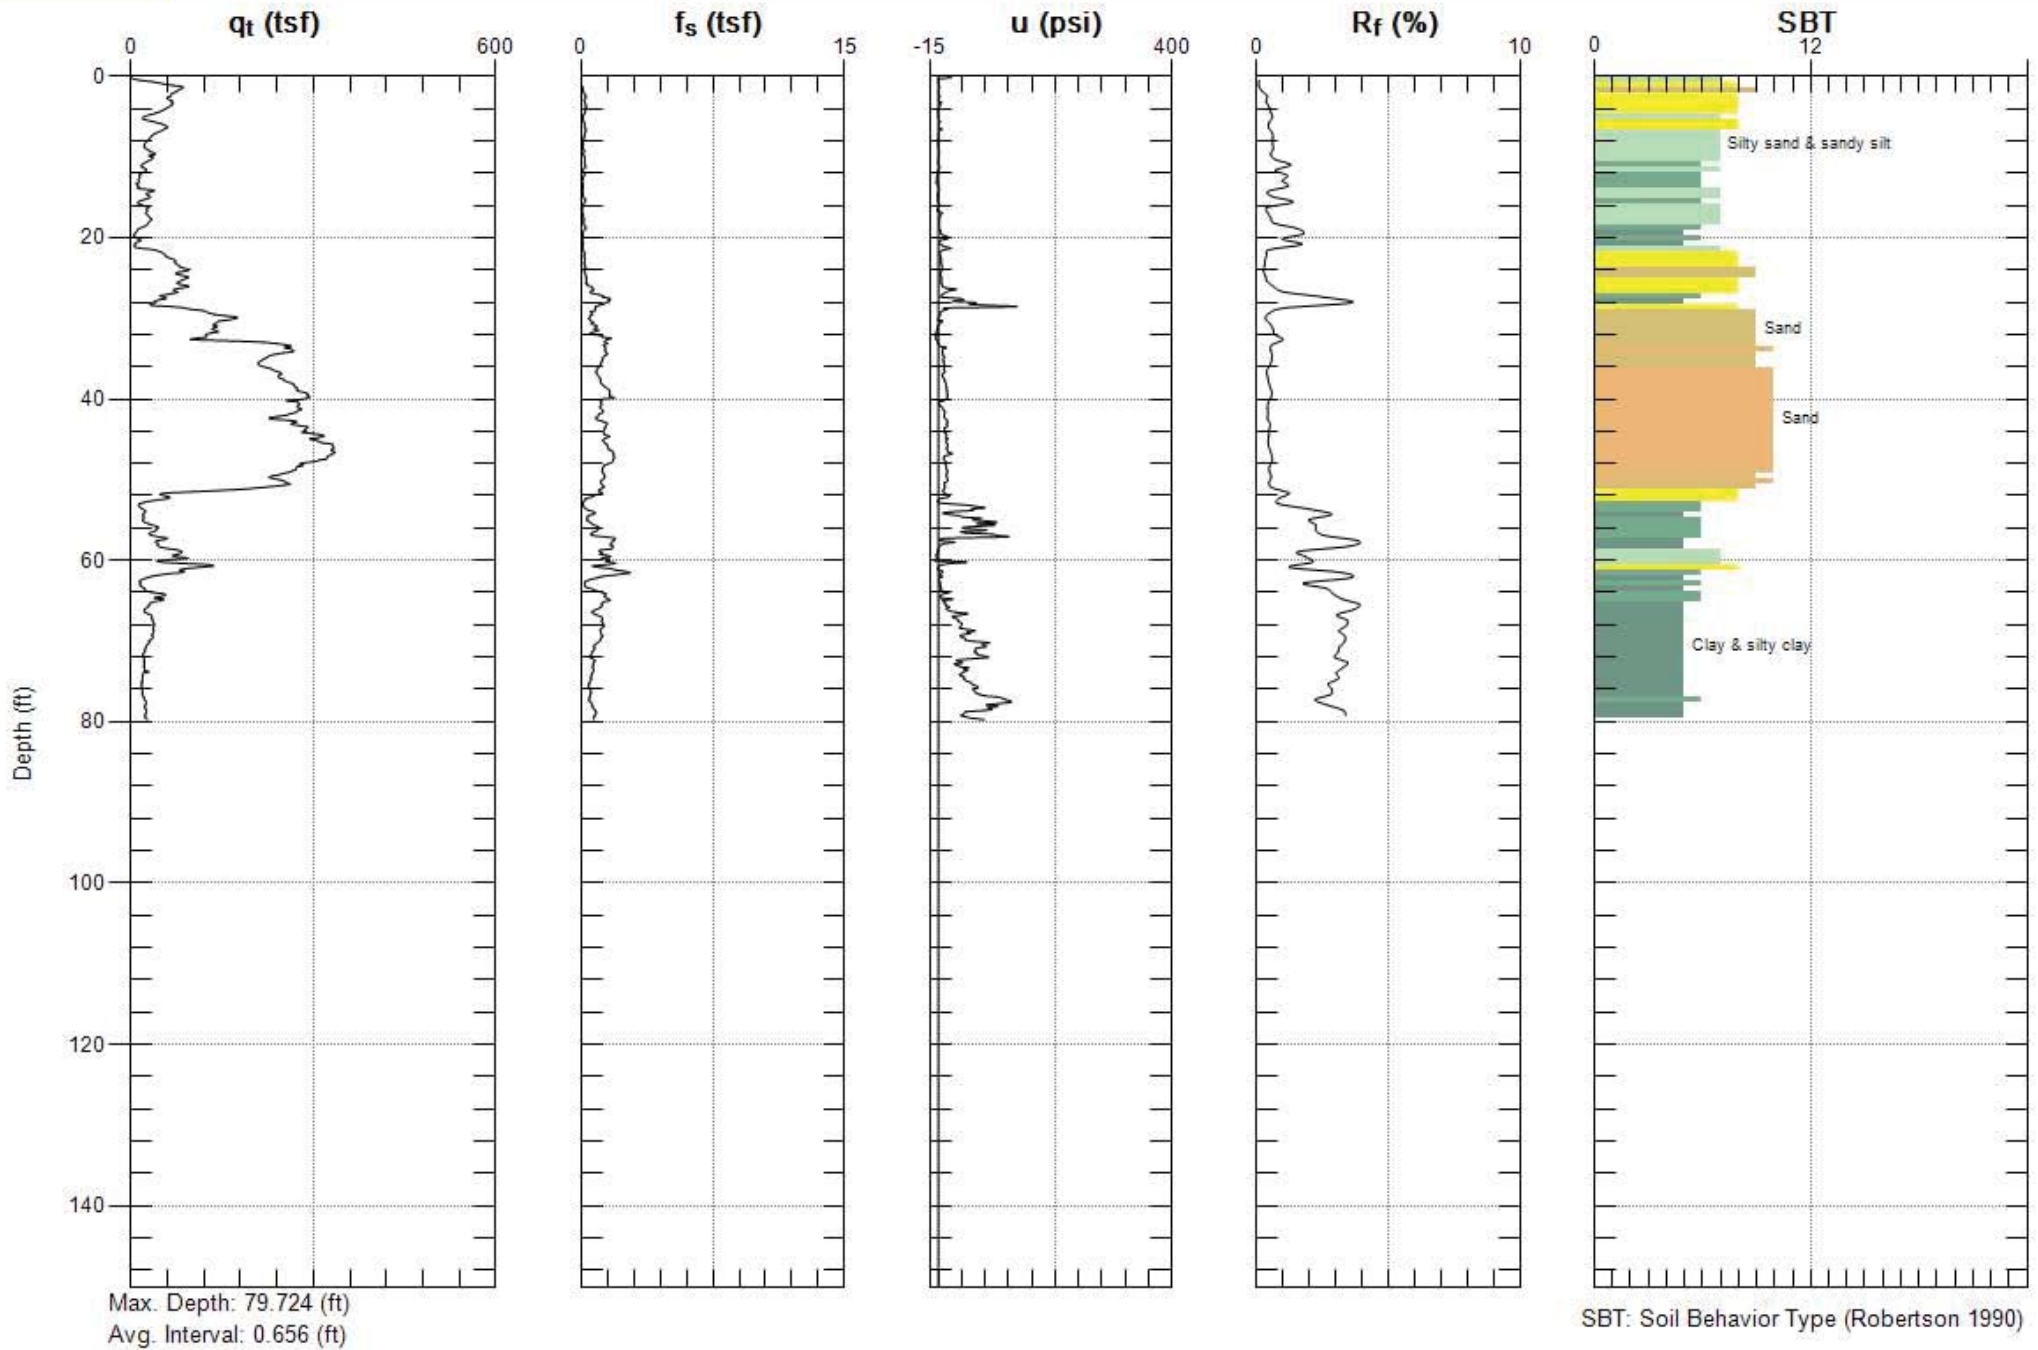 qt (tsf)
fs (tsf)
u (psi)
Rf (%)
SBT
0
600
0
15
-15
400
0
10
0
12
0
Silty sand & sandy silt
20
Sand
40
Sand
60
Clay & silty clay
Depth (ft)
80
100
120
140
Max. Depth: 79.724 (ft)
Avg. Interval: 0.656 (ft)
SBT: Soil Behavior Type (Robertson 1990)